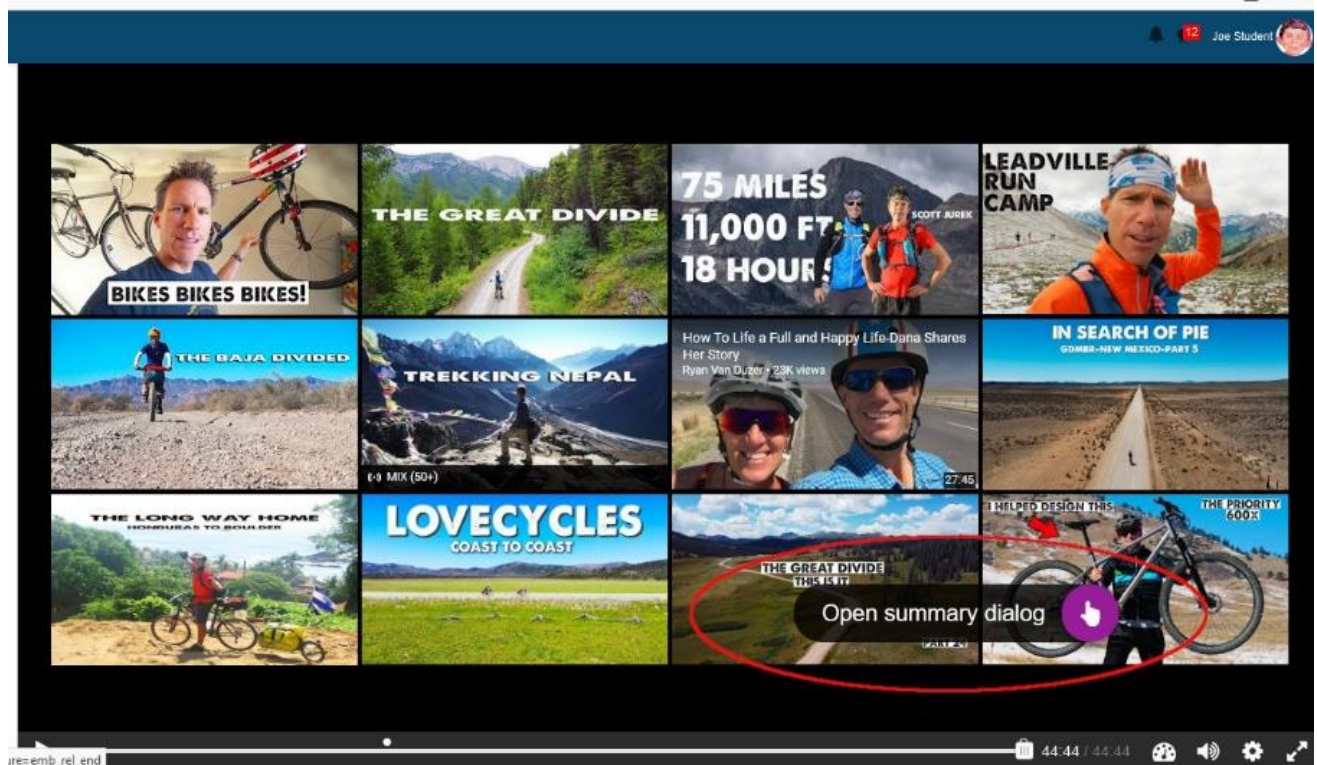 12 Joe Student
BIKES BIKES BIKES!
THE GREAT DIVIDE
75 MILES
11,000 FT
18 HOURS
SCOTT JUREK
LEADVILLE
RUN
CAMP
THE BAJA DIVIDED
TREKKING NEPAL
MIX (50+)
How To Life a Full and Happy Life-Dana Shares
Her Story
Ryan Van Duzer • 23K views
27:45
IN SEARCH OF PIE
GDMBR-NEW MEXICO-PART 5
THE LONG WAY HOME
HONDURAS TO BOULDER
LOVECYCLES
COAST TO COAST
THE GREAT DIVIDE
THIS IS IT
PART 24
I HELPED DESIGN THIS
THE PRIORITY
600X
Open summary dialog
44:44 / 44:44
ure=emb_rel_end